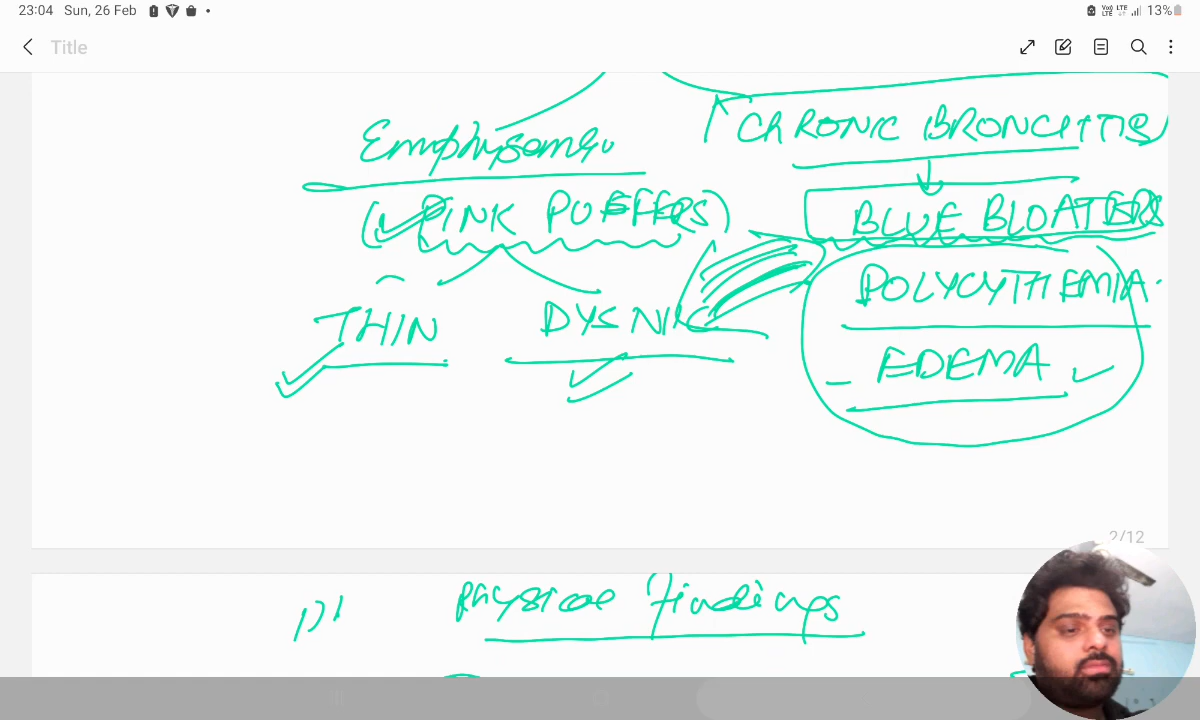 23:04 Sun, 26 Feb
13%
Title
Emphysema
CHRONIC BRONCITIS
(PINK PUFFERS)
BLUE BLOATERS
THIN
DYSNIC
POLYCYTHEMIA
EDEMA
2/12
Physical findings